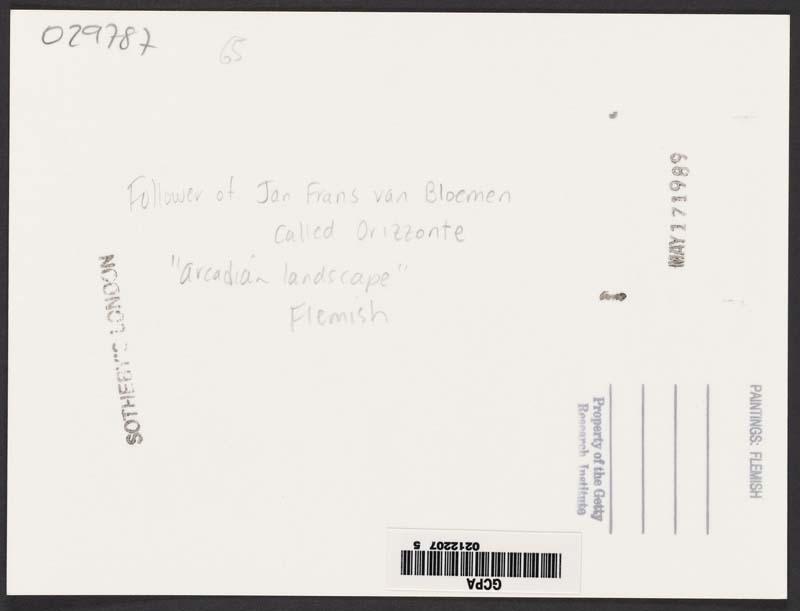 029787
65
Follower of Jan Frans van Bloemen
Called Orizzonte
"arcadian landscape"
Flemish
SOTHEBY'S LONDON
MAY 17 1989
PAINTINGS: FLEMISH
Property of the Getty
Research Institute
GCPA
0212207 5